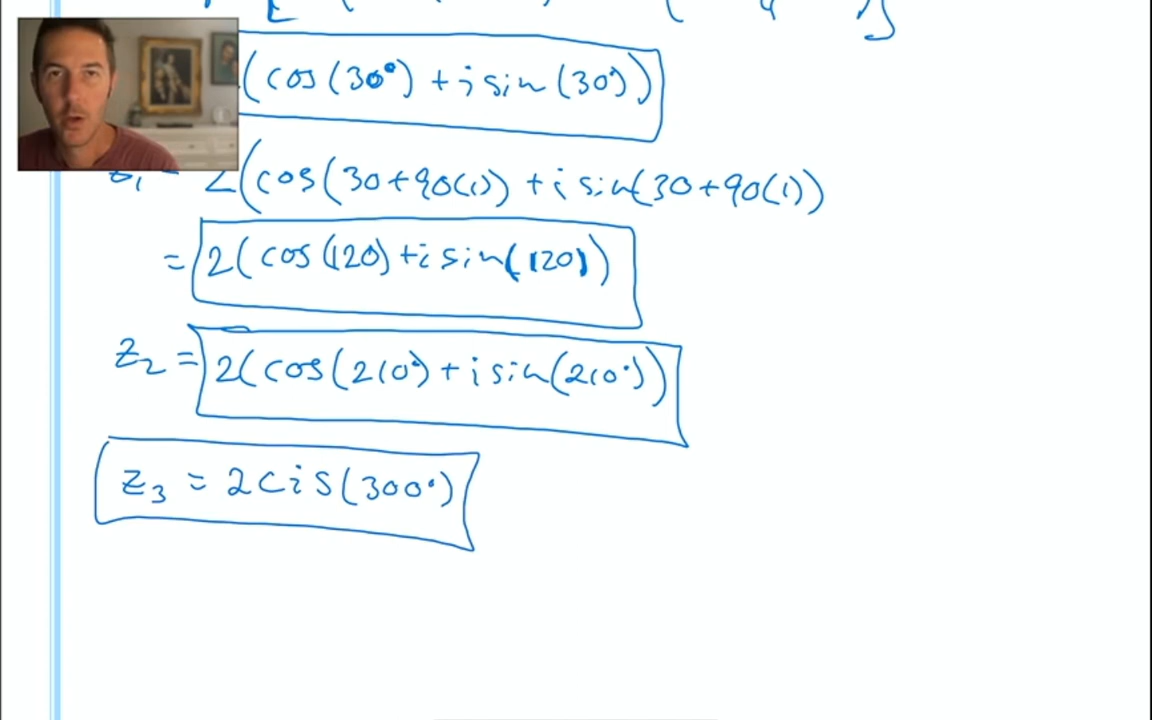 (cos(30°) + i sin(30°))
z₁ = 2(cos(30+90(1)) + i sin(30+90(1))
= 2(cos(120) + i sin(120))
z₂ = 2(cos(210°) + i sin(210°))
z₃ = 2cis(300°)